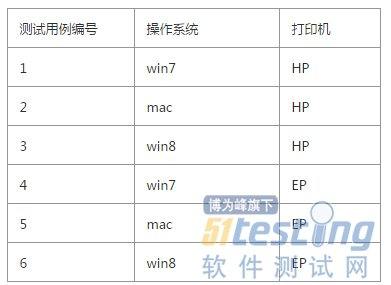 测试用例编号 操作系统 打印机
1 win7 HP
2 mac HP
3 win8 HP
4 win7 EP
博为峰旗下
5 mac EP
51testing
6 win8 EP
软件测试网